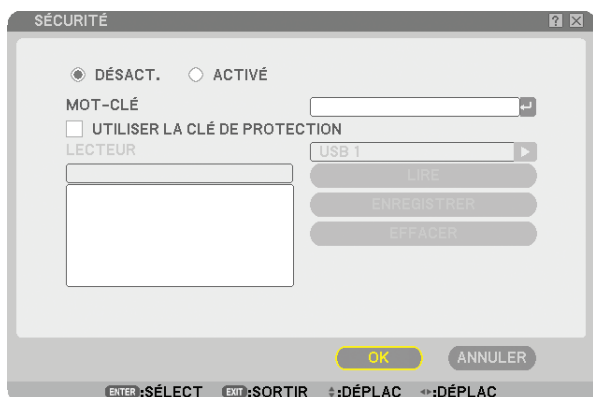 SÉCURITÉ
DÉSACT. ACTIVÉ
MOT-CLÉ
UTILISER LA CLÉ DE PROTECTION
LECTEUR USB 1
LIRE
ENREGISTRER
EFFACER
OK ANNULER
ENTER :SÉLECT EXIT :SORTIR :DÉPLAC :DÉPLAC